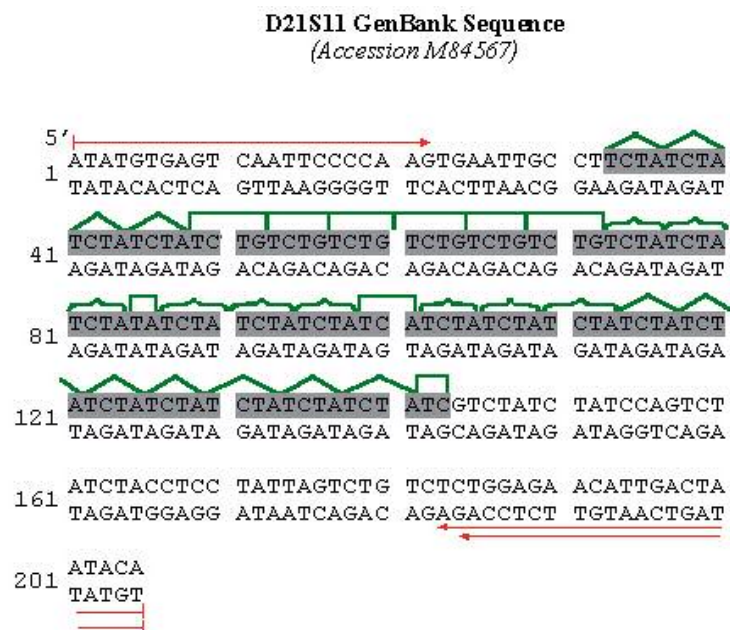 D21S11 GenBank Sequence
(Accession M84567)
5'
ATATGTGAGT CAATTCCCCA AGTGAATTGC CTTCTATCTA
1
TATACACTCA GTTAAGGGGT TCACTTAACG GAAGATAGAT
TCTATCTATC TGTCTGTCTG TCTGTCTGTC TGTCTATCTA
41
AGATAGATAG ACAGACAGAC AGACAGACAG ACAGATAGAT
TCTATATCTA TCTATCTATC ATCTATCTAT CTATCTATCT
81
AGATATAGAT AGATAGATAG TAGATAGATA GATAGATAGA
ATCTATCTAT CTATCTATCT ATCGTCTATC TATCCAGTCT
121
TAGATAGATA GATAGATAGA TAGCAGATAG ATAGGTCAGA
ATCTACCTCC TATTAGTCTG TCTCTGGAGA ACATTGACTA
161
TAGATGGAGG ATAATCAGAC AGAGACCTCT TGTAACTGAT
ATACA
201
TATGT